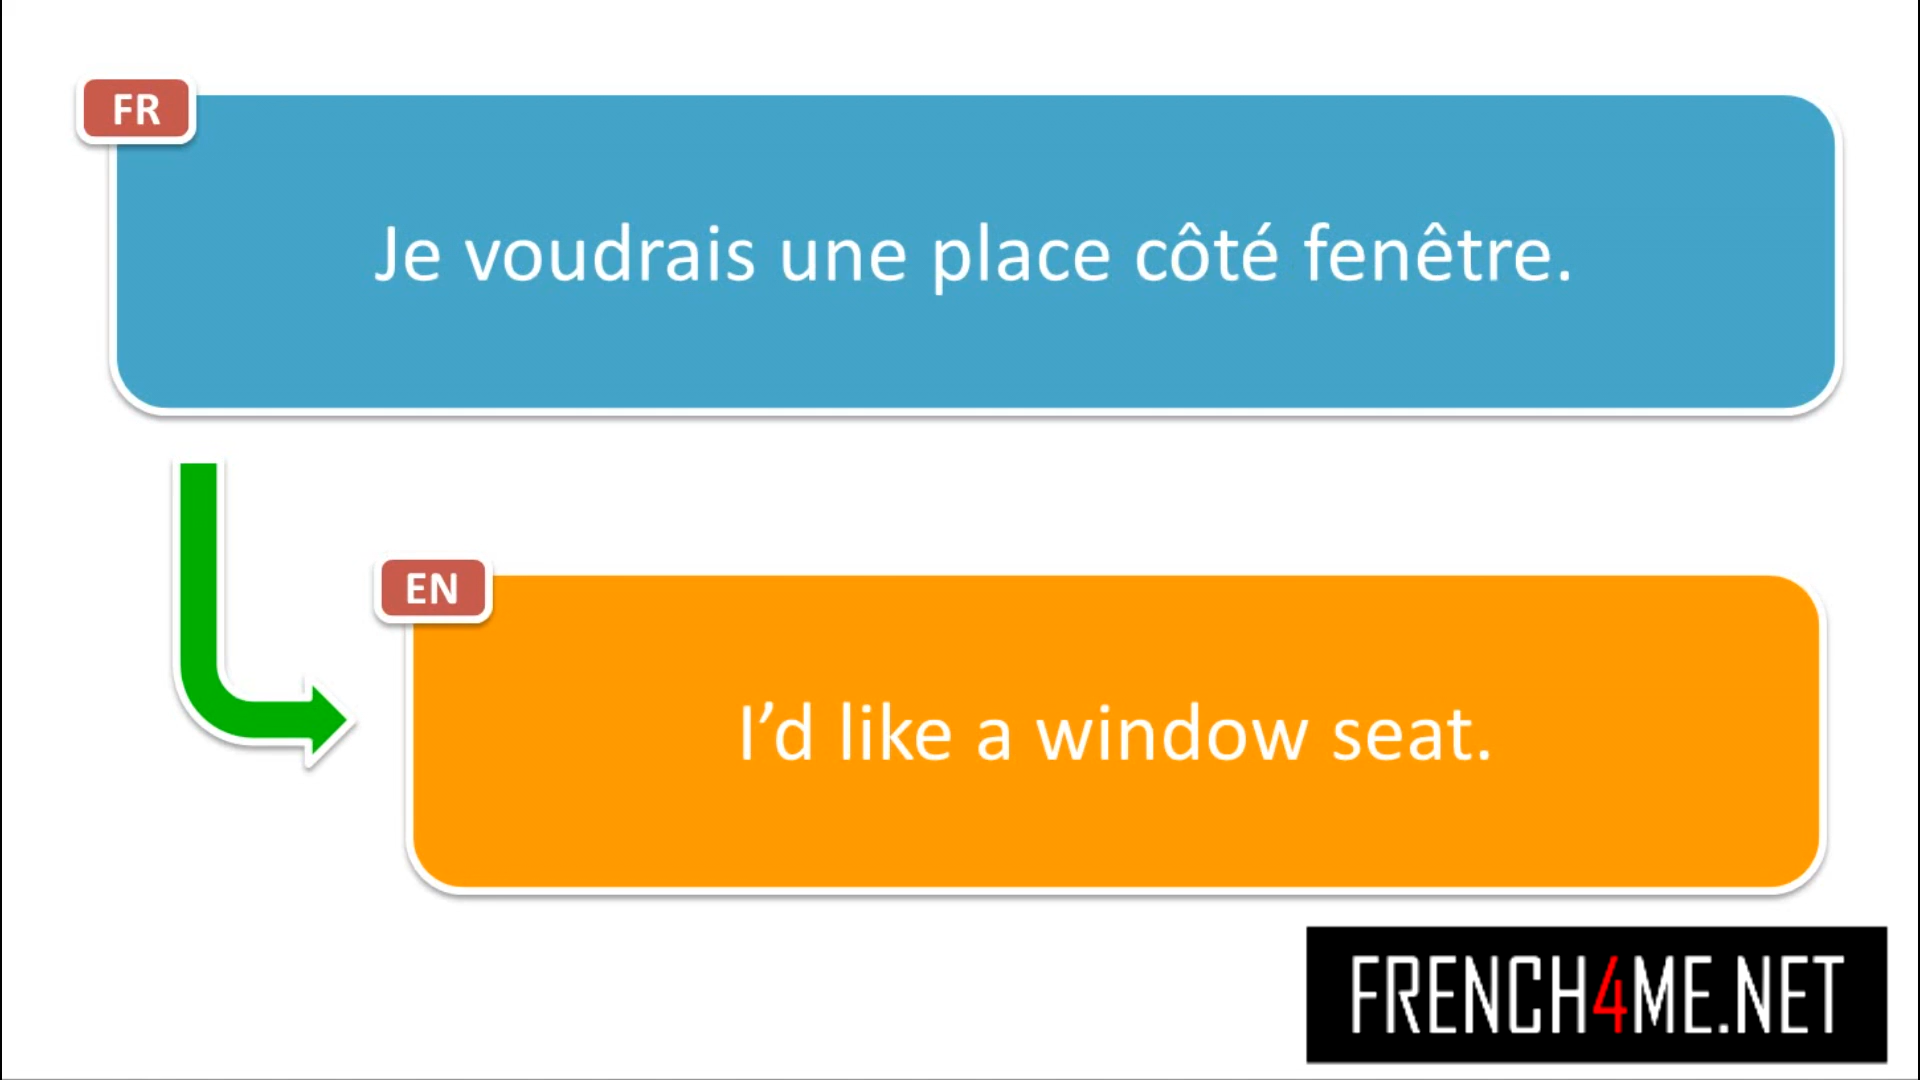 FR
Je voudrais une place côté fenêtre.
EN
I’d like a window seat.
FRENCH4ME.NET